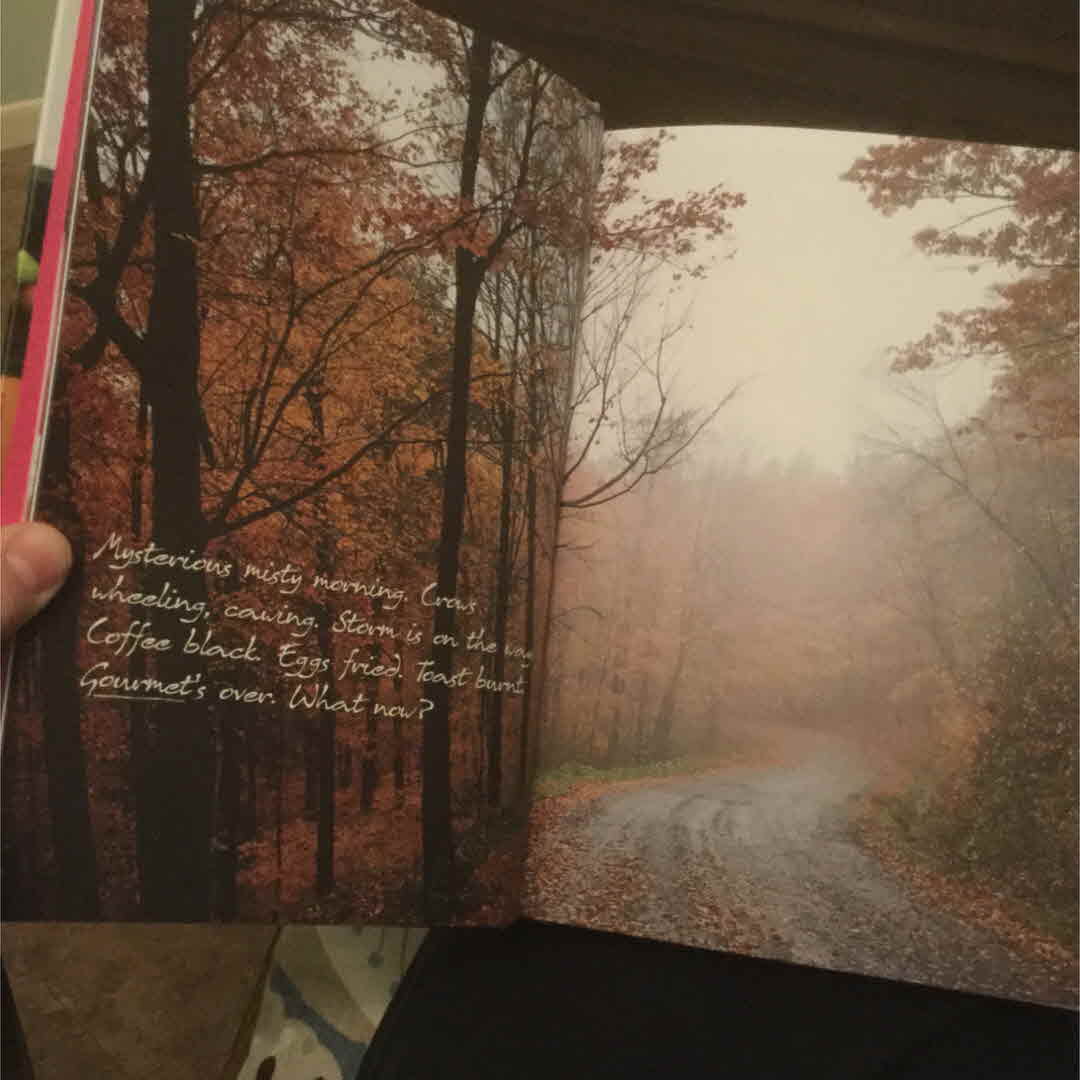 Mysterious misty morning. Crows
wheeling, cawing. Storm is on the way
Coffee black. Eggs fried. Toast burnt
Gourmet's over. What now?